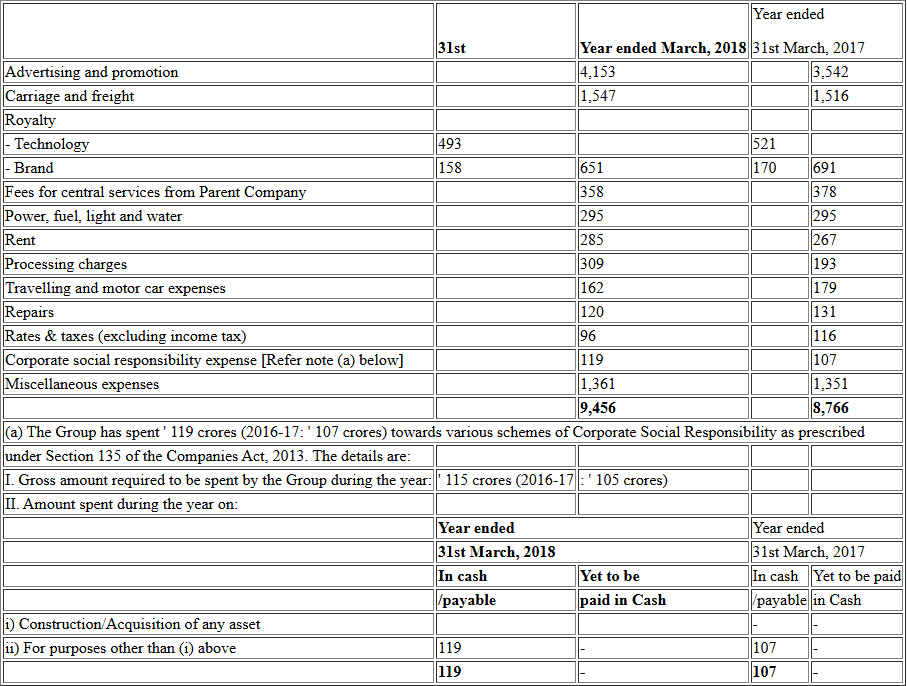 Year ended
31st Year ended March, 2018 31st March, 2017
Advertising and promotion 4,153 3,542
Carriage and freight 1,547 1,516
Royalty
- Technology 493 521
- Brand 158 651 170 691
Fees for central services from Parent Company 358 378
Power, fuel, light and water 295 295
Rent 285 267
Processing charges 309 193
Travelling and motor car expenses 162 179
Repairs 120 131
Rates & taxes (excluding income tax) 96 116
Corporate social responsibility expense [Refer note (a) below] 119 107
Miscellaneous expenses 1,361 1,351
9,456 8,766
(a) The Group has spent ' 119 crores (2016-17: ' 107 crores) towards various schemes of Corporate Social Responsibility as prescribed
under Section 135 of the Companies Act, 2013. The details are:
I. Gross amount required to be spent by the Group during the year: ' 115 crores (2016-17 : ' 105 crores)
II. Amount spent during the year on:
Year ended Year ended
31st March, 2018 31st March, 2017
In cash Yet to be In cash Yet to be paid
/payable paid in Cash /payable in Cash
i) Construction/Acquisition of any asset - -
ii) For purposes other than (i) above 119 - 107 -
119 - 107 -